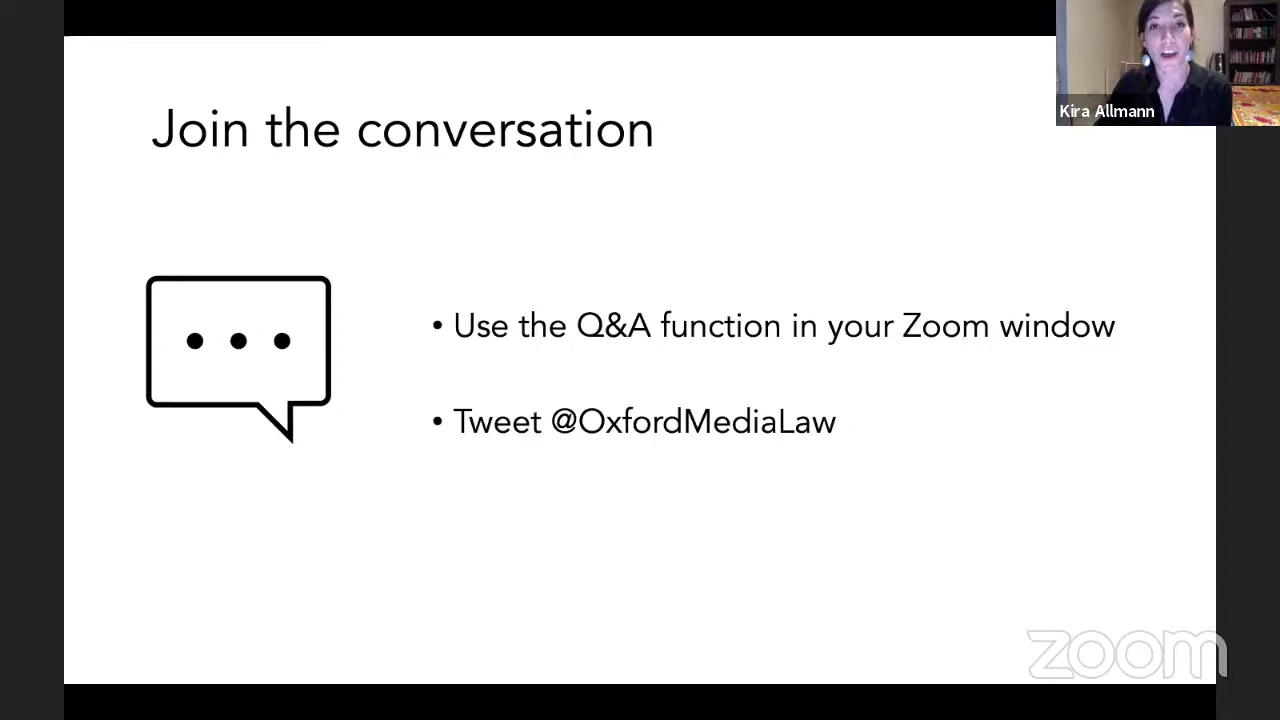 Kira Allmann
Join the conversation
• Use the Q&A function in your Zoom window
• Tweet @OxfordMediaLaw
zoom